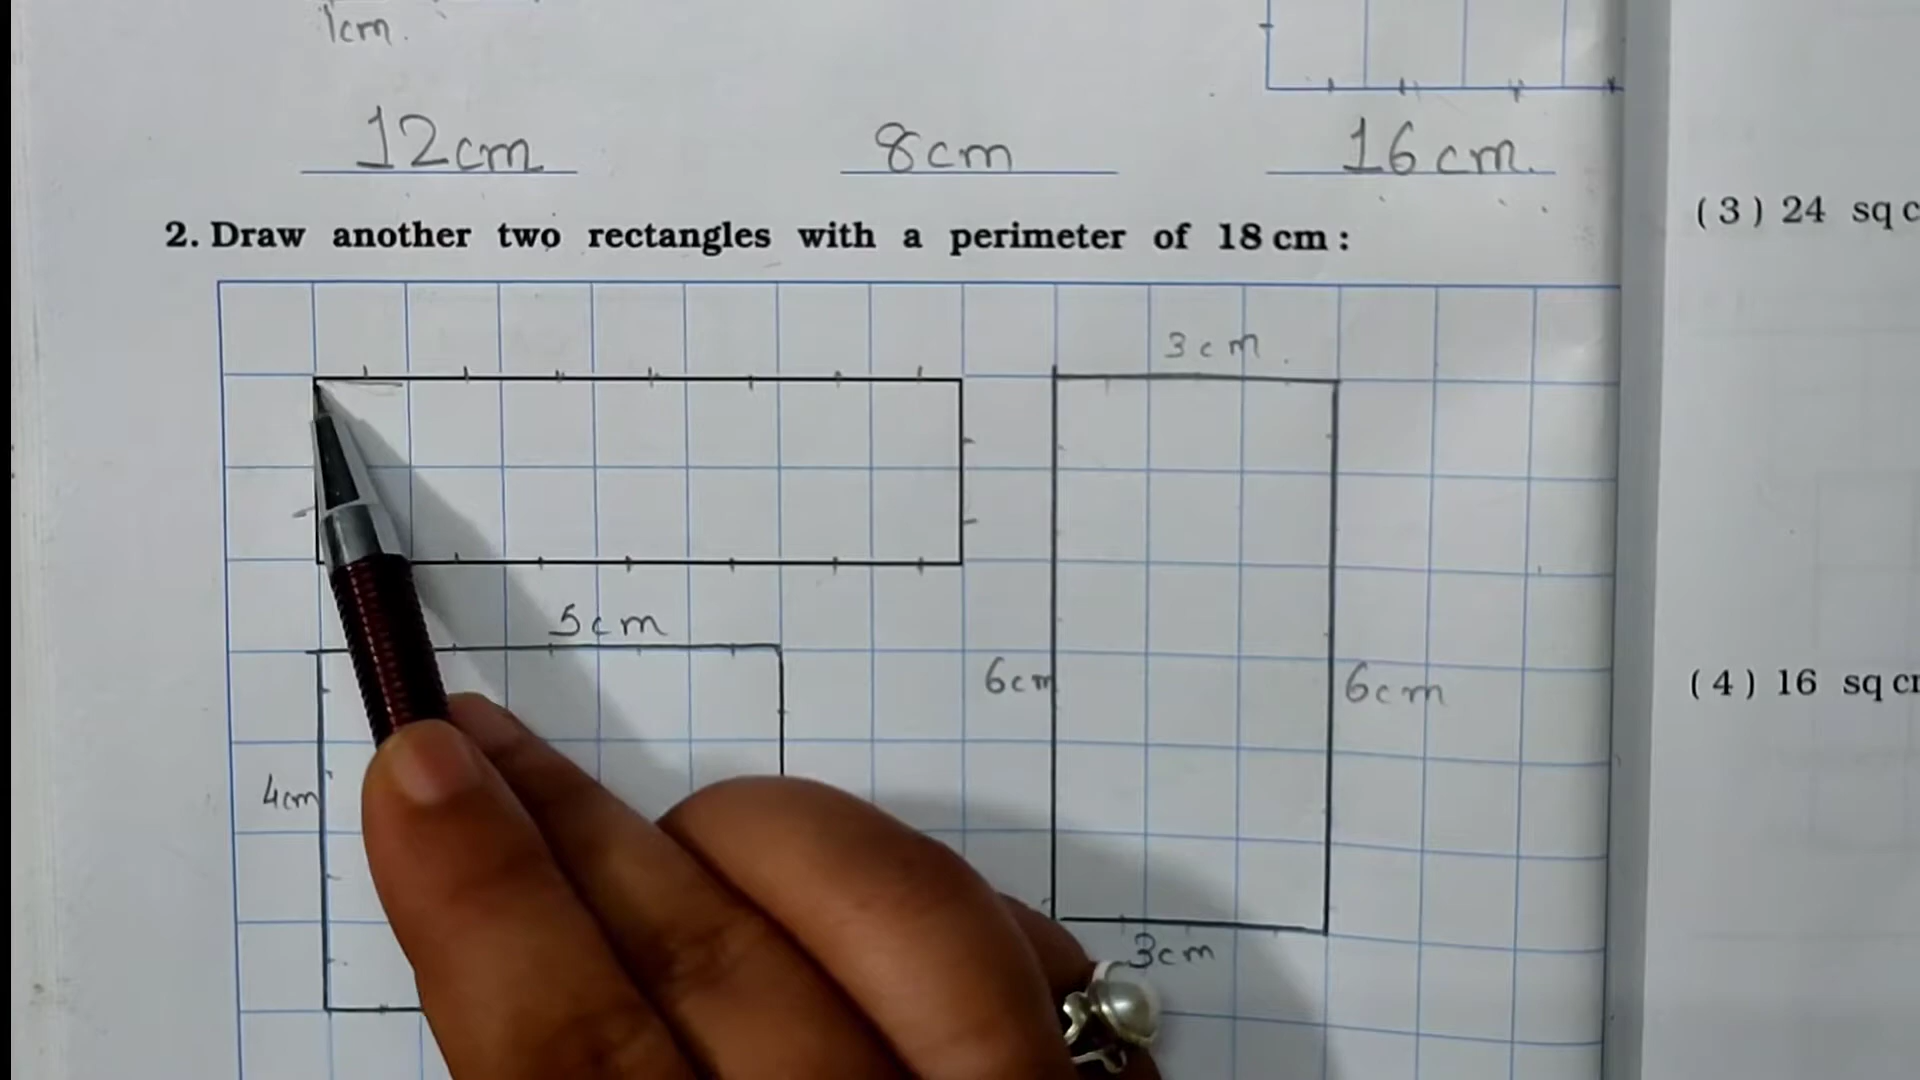 1cm.
12cm
8cm
16cm.
2. Draw another two rectangles with a perimeter of 18 cm :
3cm.
5cm
6cm
6cm
4cm
3cm
(3) 24 sq
(4) 16 sq